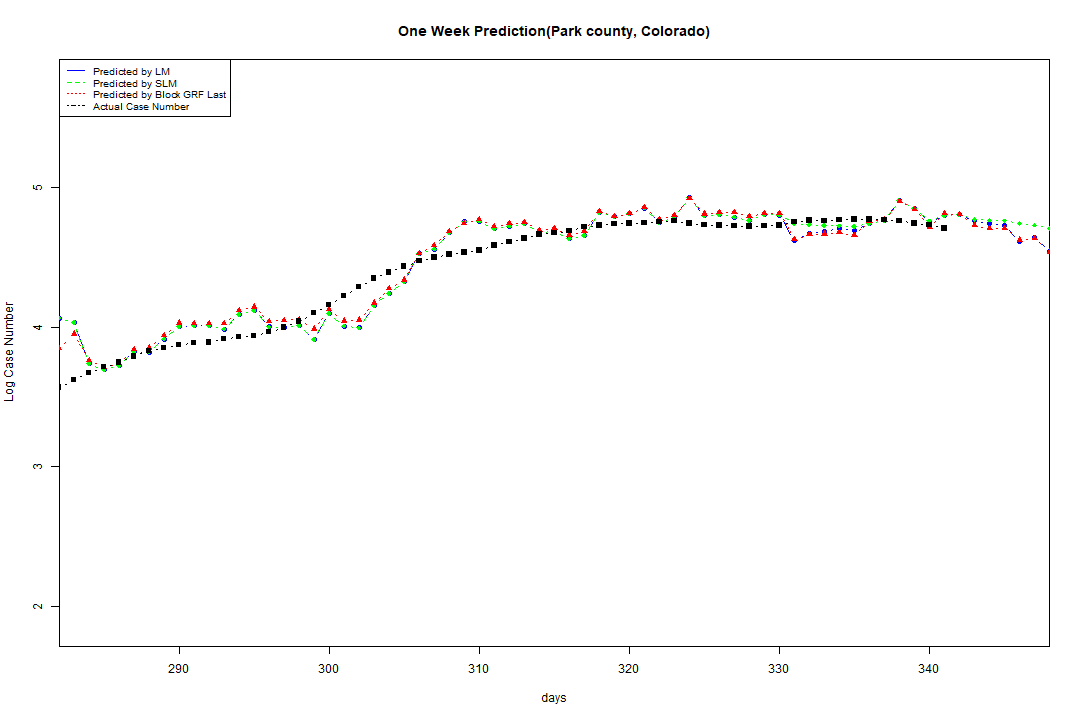 One Week Prediction(Park county, Colorado)
Predicted by LM
Predicted by SLM
Predicted by Block GRF Last
Actual Case Number
5
4
3
2
Log Case Number
290 300 310 320 330 340
days